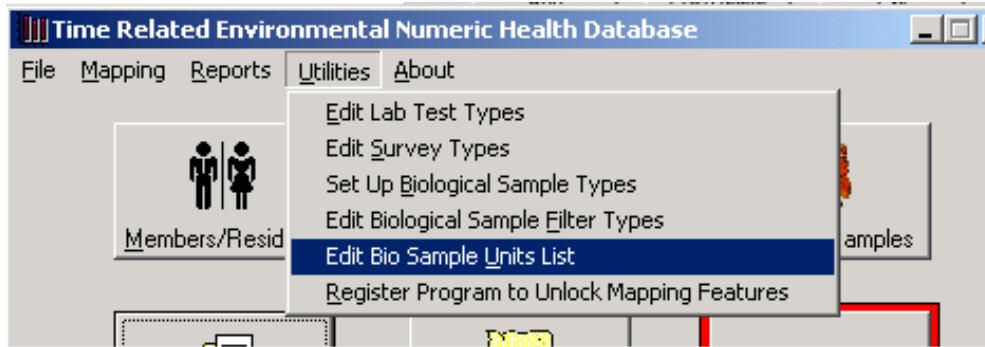 Time Related Environmental Numeric Health Database
File Mapping Reports Utilities About
Edit Lab Test Types
Edit Survey Types
Set Up Biological Sample Types
Edit Biological Sample Filter Types
Members/Resid
amples
Edit Bio Sample Units List
Register Program to Unlock Mapping Features